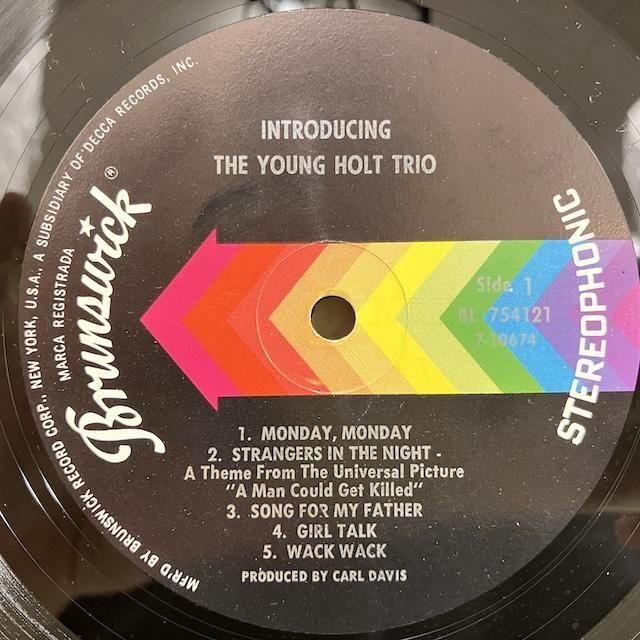 INTRODUCING
THE YOUNG HOLT TRIO
Brunswick®
MARCA REGISTRADA
MFR'D BY BRUNSWICK RECORD CORP., NEW YORK, U.S.A., A SUBSIDIARY OF DECCA RECORDS, INC.
STEREOPHONIC
Side 1
BL 754121
7-10674
1. MONDAY, MONDAY
2. STRANGERS IN THE NIGHT -
A Theme From The Universal Picture
"A Man Could Get Killed"
3. SONG FOR MY FATHER
4. GIRL TALK
5. WACK WACK
PRODUCED BY CARL DAVIS